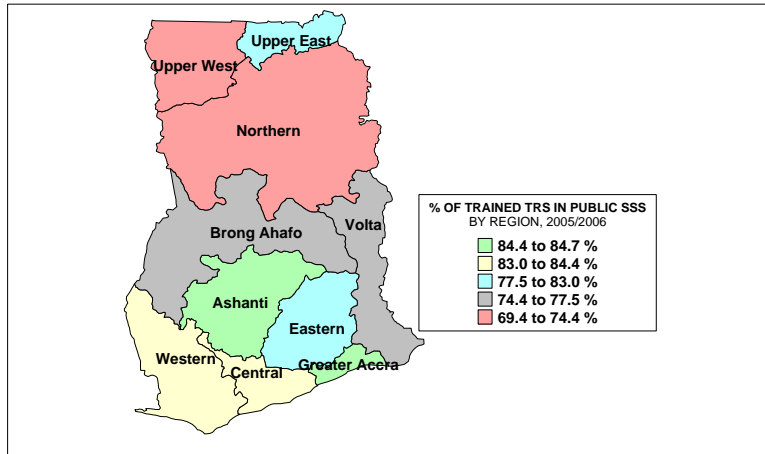 Upper East
Upper West
Northern
Volta
Brong Ahafo
Ashanti
Eastern
Western
Central
Greater Accra
% OF TRAINED TRS IN PUBLIC SSS
BY REGION, 2005/2006
84.4 to 84.7 %
83.0 to 84.4 %
77.5 to 83.0 %
74.4 to 77.5 %
69.4 to 74.4 %